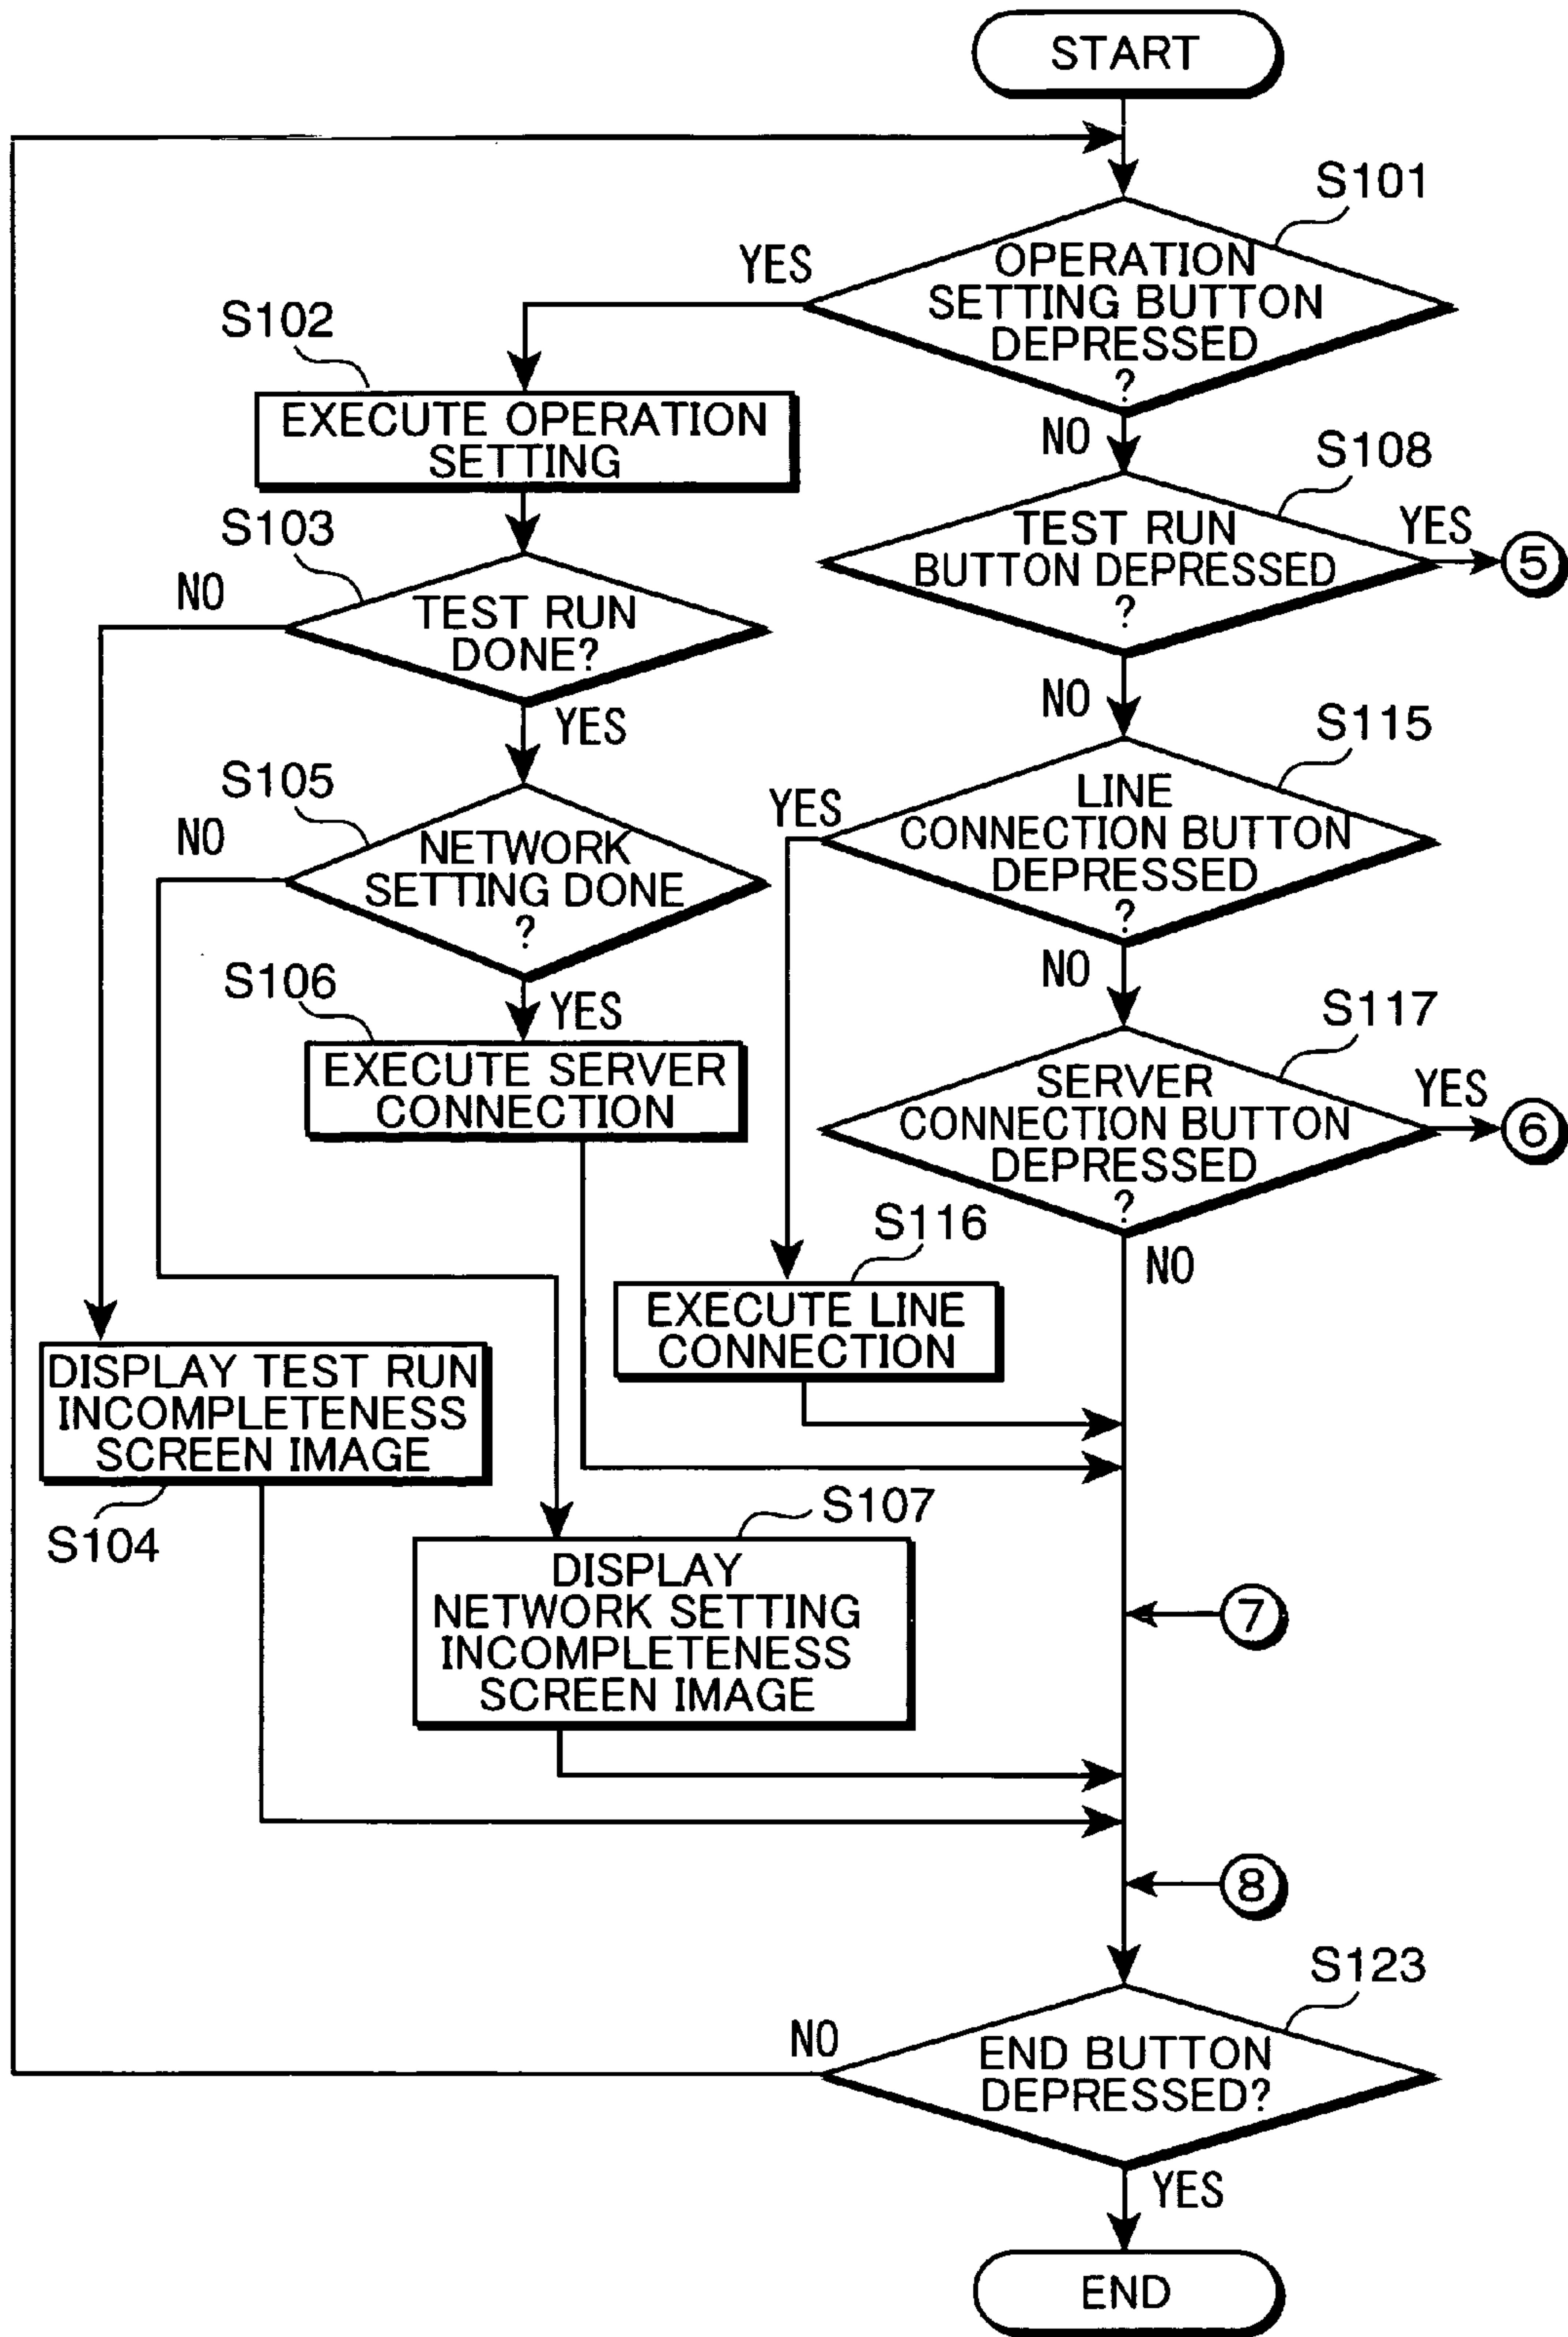 START
S101
OPERATION
SETTING BUTTON
DEPRESSED
?
YES
NO
S102
EXECUTE OPERATION
SETTING
S108
TEST RUN
BUTTON DEPRESSED
?
YES
5
NO
S103
TEST RUN
DONE?
NO
YES
S115
LINE
CONNECTION BUTTON
DEPRESSED
?
YES
NO
S105
NETWORK
SETTING DONE
?
NO
YES
S106
EXECUTE SERVER
CONNECTION
S117
SERVER
CONNECTION BUTTON
DEPRESSED
?
YES
6
NO
S116
EXECUTE LINE
CONNECTION
DISPLAY TEST RUN
INCOMPLETENESS
SCREEN IMAGE
S104
S107
DISPLAY
NETWORK SETTING
INCOMPLETENESS
SCREEN IMAGE
7
8
S123
END BUTTON
DEPRESSED?
NO
YES
END